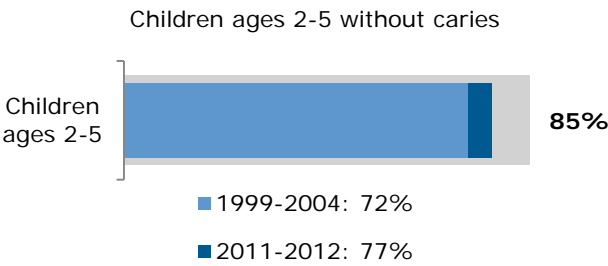 Children ages 2-5 without caries
Children
ages 2-5
85%
1999-2004: 72%
2011-2012: 77%